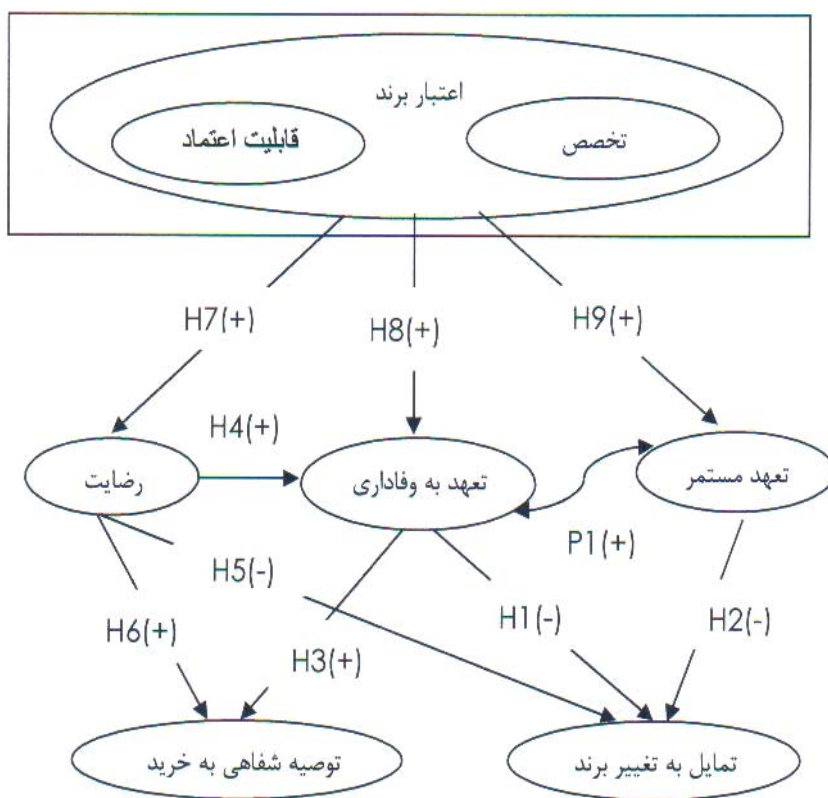 اعتبار برند
قابلیت اعتماد
تخصص
H7(+)
H8(+)
H9(+)
H4(+)
رضایت
تعهد به وفاداری
تعهد مستمر
P1(+)
H5(-)
H6(+)
H3(+)
H1(-)
H2(-)
توصیه شفاهی به خرید
تمایل به تغییر برند